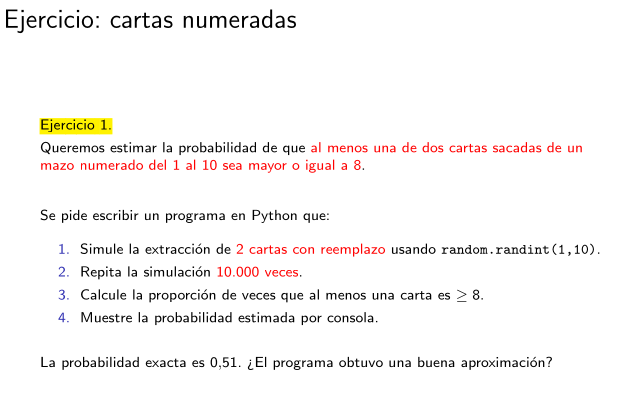 Ejercicio: cartas numeradas
Ejercicio 1.
Queremos estimar la probabilidad de que al menos una de dos cartas sacadas de un
mazo numerado del 1 al 10 sea mayor o igual a 8.
Se pide escribir un programa en Python que:
1. Simule la extracción de 2 cartas con reemplazo usando random.randint(1,10).
2. Repita la simulación 10.000 veces.
3. Calcule la proporción de veces que al menos una carta es ≥ 8.
4. Muestre la probabilidad estimada por consola.
La probabilidad exacta es 0,51. ¿El programa obtuvo una buena aproximación?